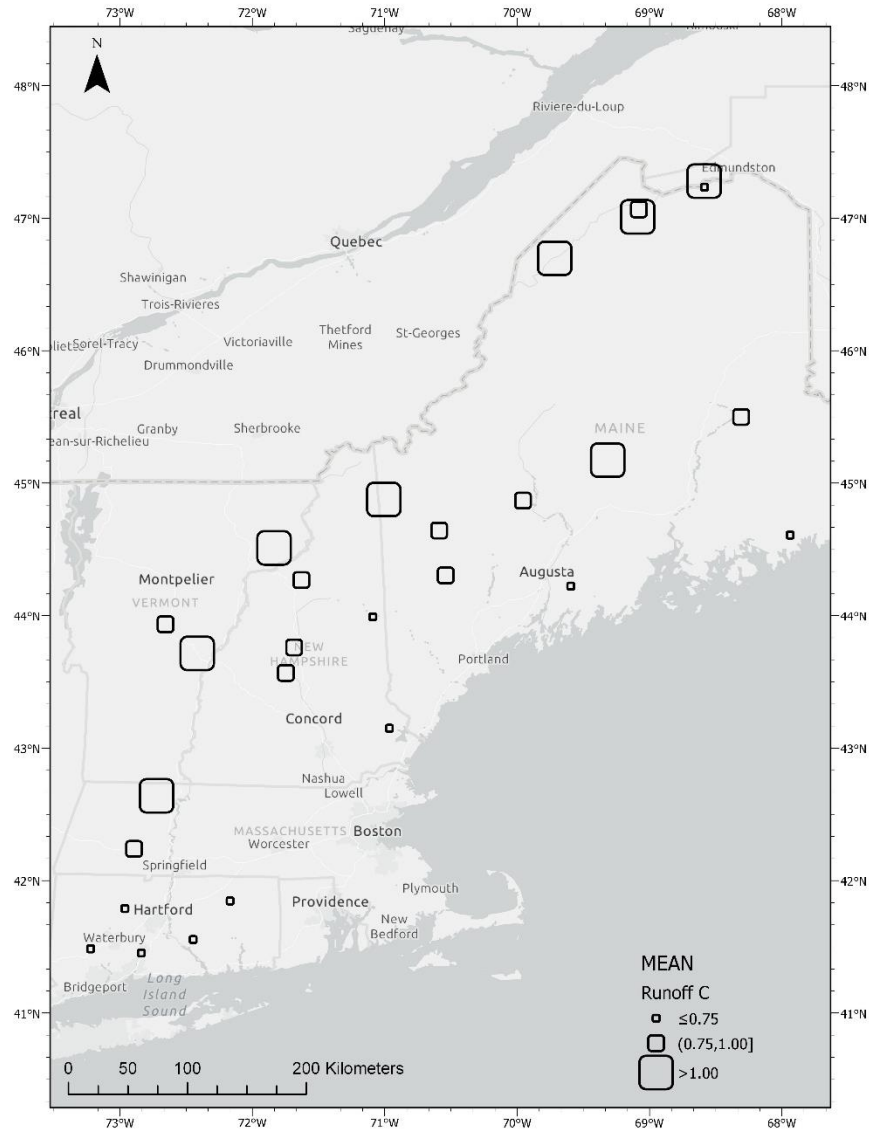 73°W 72°W 71°W 70°W 69°W 68°W
N
Saguenay
48°N 48°N
Riviere-du-Loup
Edmundston
47°N 47°N
Quebec
Shawinigan
Trois-Rivieres
Thetford
Mines
St-Georges
Victoriaville
Sorel-Tracy
46°N 46°N
Drummondville
real
Granby
Sherbrooke
MAINE
ean-sur-Richelieu
45°N 45°N
Montpelier
Augusta
VERMONT
44°N 44°N
NEW
HAMPSHIRE
Portland
Concord
43°N 43°N
Nashua
Lowell
MASSACHUSETTS
Boston
Worcester
Springfield
42°N 42°N
Plymouth
Providence
Hartford
New
Bedford
Waterbury
Long
Island
Sound
Bridgeport
MEAN
Runoff C
41°N 41°N
≤0.75
(0.75,1.00]
>1.00
0 50 100 200 Kilometers
73°W 72°W 71°W 70°W 69°W 68°W